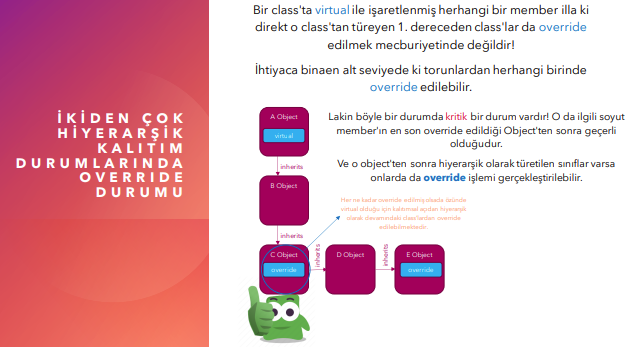 İKİDEN ÇOK
HİYERARŞİK
KALITIM
DURUMLARINDA
OVERRIDE
DURUMU
Bir class'ta virtual ile işaretlenmiş herhangi bir member illa ki
direkt o class'tan türeyen 1. dereceden class'lar da override
edilmek mecburiyetinde değildir!
İhtiyaca binaen alt seviyede ki torunlardan herhangi birinde
override edilebilir.
Lakin böyle bir durumda kritik bir durum vardır! O da ilgili soyut
member'ın en son override edildiği Object'ten sonra geçerli
olduğudur.
Ve o object'ten sonra hiyerarşik olarak türetilen sınıflar varsa
onlarda da override işlemi gerçekleştirilebilir.
Her ne kadar override edilmiş olsada özünde
virtual olduğu için kalıtımsal açıdan hiyerarşik
olarak devamındaki class'lardan override
edilebilmektedir.
A Object
virtual
inherits
B Object
inherits
C Object
override
inherits
D Object
inherits
E Object
override